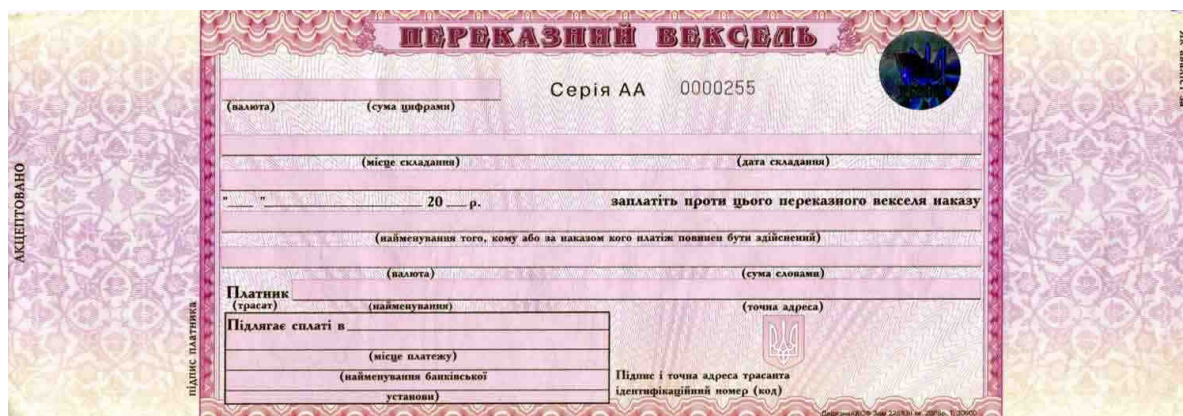 ПЕРЕКАЗНИЙ ВЕКСЕЛЬ
Серія АА 0000255
(валюта) (сума цифрами)
(місце складання) (дата складання)
"___ "____________ 20 __ р. заплатіть проти цього переказного векселя наказу
(найменування того, кому або за наказом кого платіж повинен бути здійснений)
(валюта) (сума словами)
Платник
(трасат) (найменування) (точна адреса)
Підлягає сплаті в
(місце платежу)
(найменування банківської
установи)
Підпис і точна адреса трасанта
ідентифікаційний номер (код)
АКЦЕПТОВАНО
підпис платника